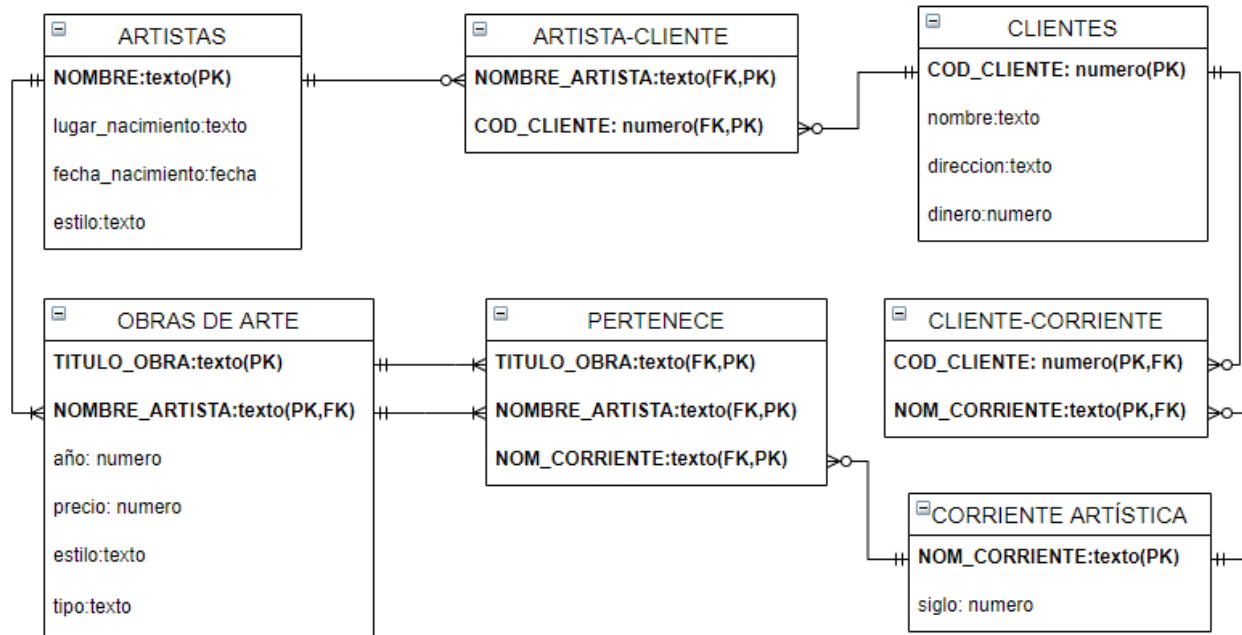 ARTISTAS
NOMBRE:texto(PK)
lugar_nacimiento:texto
fecha_nacimiento:fecha
estilo:texto
ARTISTA-CLIENTE
NOMBRE_ARTISTA:texto(FK,PK)
COD_CLIENTE: numero(FK,PK)
CLIENTES
COD_CLIENTE: numero(PK)
nombre:texto
direccion:texto
dinero:numero
OBRAS DE ARTE
TITULO_OBRA:texto(PK)
NOMBRE_ARTISTA:texto(PK,FK)
año: numero
precio: numero
estilo:texto
tipo:texto
PERTENECE
TITULO_OBRA:texto(FK,PK)
NOMBRE_ARTISTA:texto(FK,PK)
NOM_CORRIENTE:texto(FK,PK)
CLIENTE-CORRIENTE
COD_CLIENTE: numero(PK,FK)
NOM_CORRIENTE:texto(PK,FK)
CORRIENTE ARTÍSTICA
NOM_CORRIENTE:texto(PK)
siglo: numero